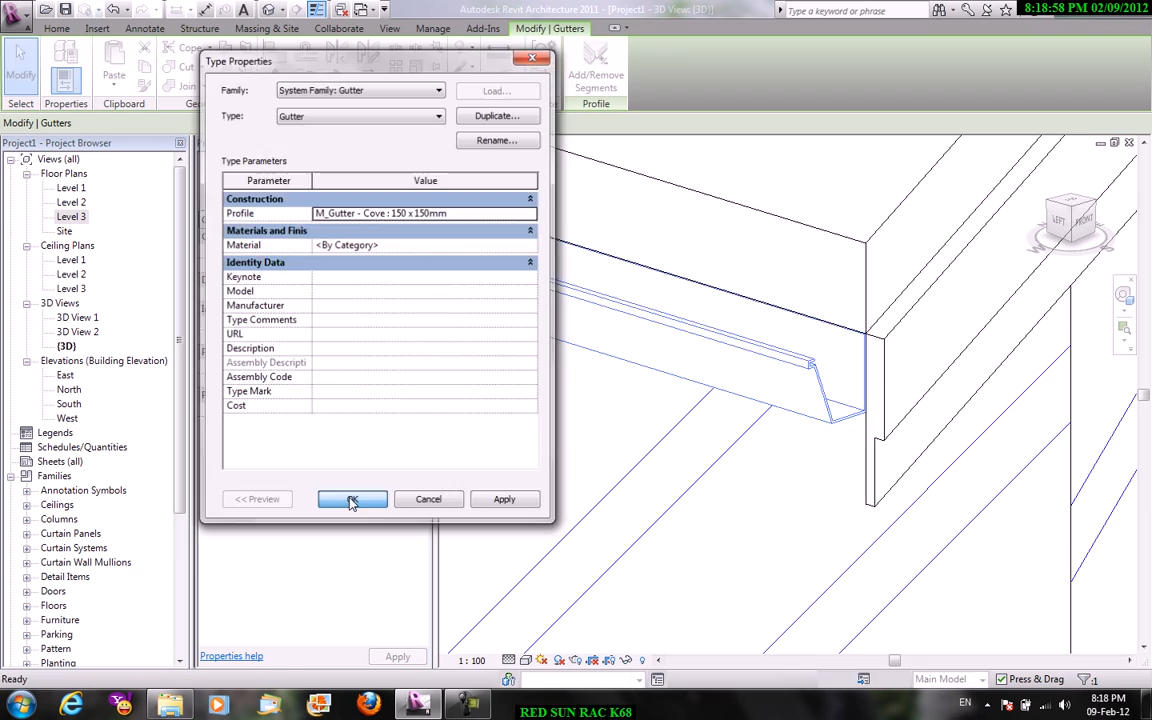 Autodesk Revit Architecture 2011 - [Project1 - 3D View: {3D}]
Type a keyword or phrase
8:18:58 PM 02/09/2012
Home Insert Annotate Structure Massing & Site Collaborate View Manage Add-Ins Modify | Gutters
Modify
Paste
Cope
Cut
Join
Add/Remove
Segments
Select Properties Clipboard Profile
Modify | Gutters
Project1 - Project Browser
Views (all)
Floor Plans
Level 1
Level 2
Level 3
Site
Ceiling Plans
Level 1
Level 2
Level 3
3D Views
3D View 1
3D View 2
{3D}
Elevations (Building Elevation)
East
North
South
West
Legends
Schedules/Quantities
Sheets (all)
Families
Annotation Symbols
Ceilings
Columns
Curtain Panels
Curtain Systems
Curtain Wall Mullions
Detail Items
Doors
Floors
Furniture
Parking
Pattern
Planting
Type Properties
Family: System Family: Gutter Load...
Type: Gutter Duplicate...
Rename...
Type Parameters
Parameter Value
Construction
Profile M_Gutter - Cove : 150 x 150mm
Materials and Finis
Material <By Category>
Identity Data
Keynote
Model
Manufacturer
Type Comments
URL
Description
Assembly Descripti
Assembly Code
Type Mark
Cost
<< Preview OK Cancel Apply
Properties help Apply
LEFT FRONT
1 : 100
Ready
Main Model Press & Drag :1
EN 8:18 PM
09-Feb-12
RED SUN RAC K68